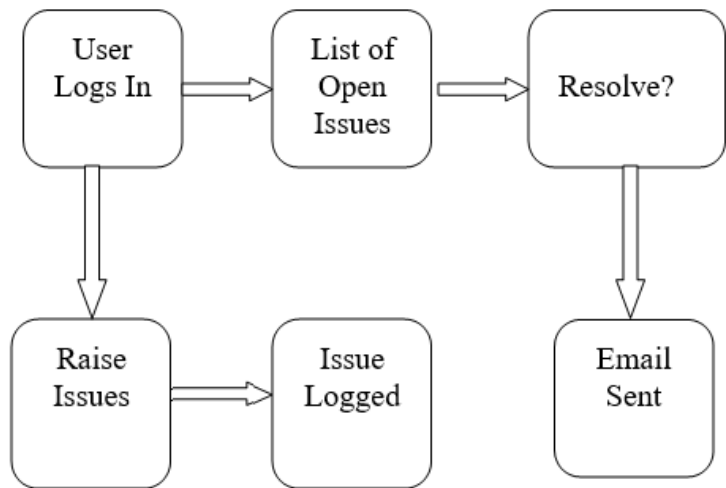 User
Logs In
List of
Open
Issues
Resolve?
Raise
Issues
Issue
Logged
Email
Sent